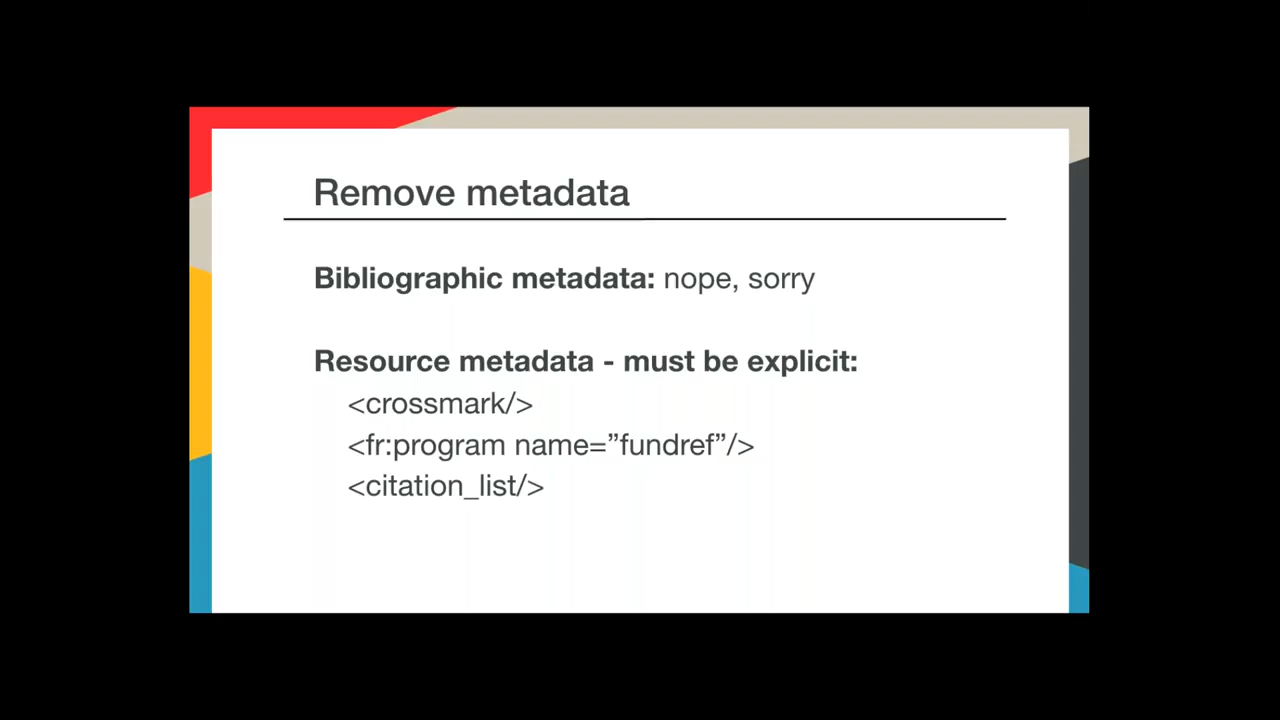 Remove metadata
Bibliographic metadata: nope, sorry
Resource metadata - must be explicit:
<crossmark/>
<fr:program name=”fundref”/>
<citation_list/>